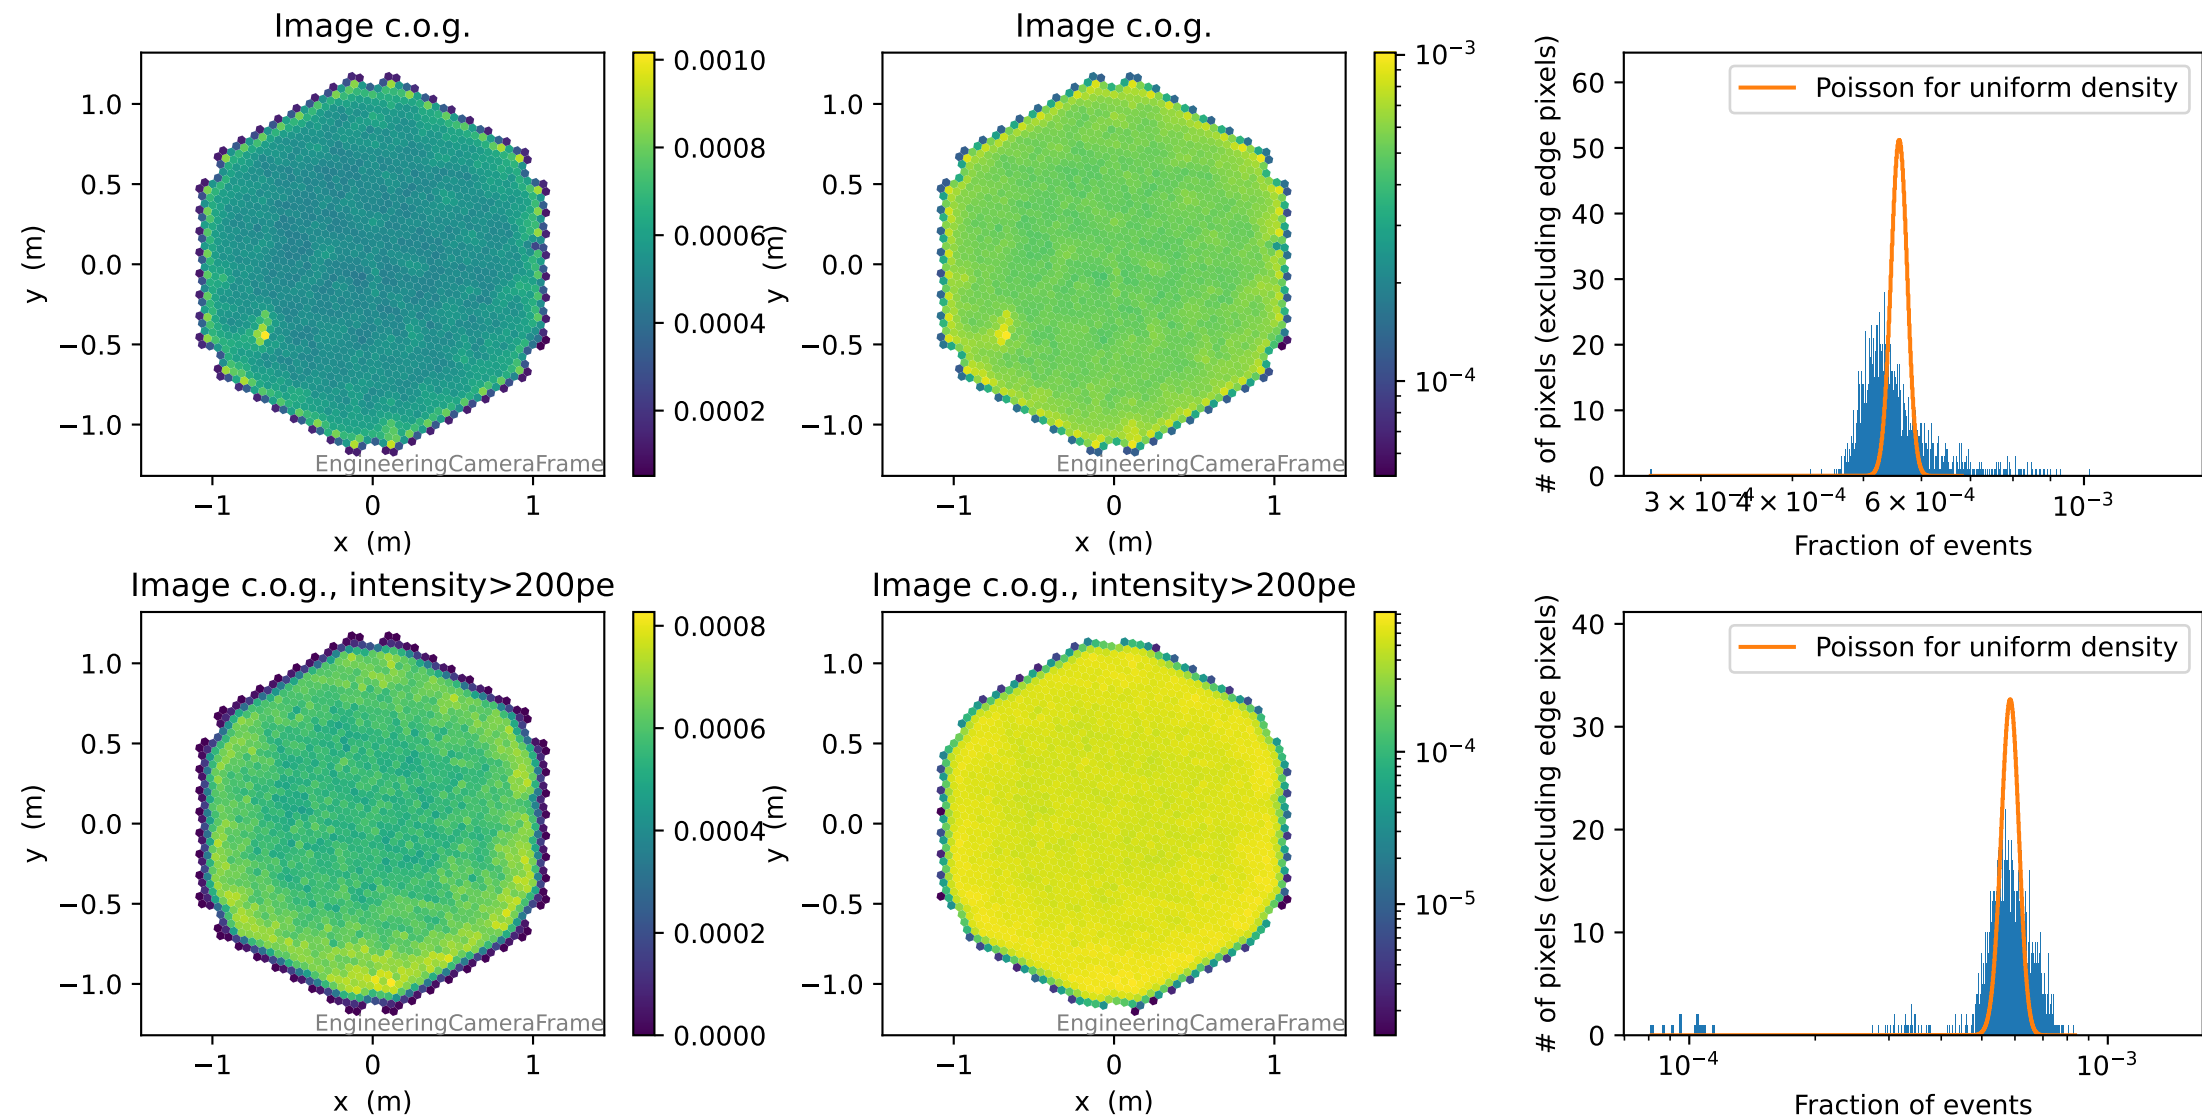 Image c.o.g.
1.0
0.5
0.0
−0.5
−1.0
y (m)
−1
0
1
x (m)
EngineeringCameraFrame
0.0010
0.0008
0.0006
0.0004
0.0002
Image c.o.g.
1.0
0.5
0.0
−0.5
−1.0
y (m)
−1
0
1
x (m)
EngineeringCameraFrame
10⁻³
10⁻⁴
Poisson for uniform density
# of pixels (excluding edge pixels)
60
50
40
30
20
10
0
3 × 10⁻⁴
4 × 10⁻⁴
6 × 10⁻⁴
10⁻³
Fraction of events
Image c.o.g., intensity>200pe
1.0
0.5
0.0
−0.5
−1.0
y (m)
−1
0
1
x (m)
EngineeringCameraFrame
0.0008
0.0006
0.0004
0.0002
0.0000
Image c.o.g., intensity>200pe
1.0
0.5
0.0
−0.5
−1.0
y (m)
−1
0
1
x (m)
EngineeringCameraFrame
10⁻⁴
10⁻⁵
Poisson for uniform density
# of pixels (excluding edge pixels)
40
30
20
10
0
10⁻⁴
10⁻³
Fraction of events